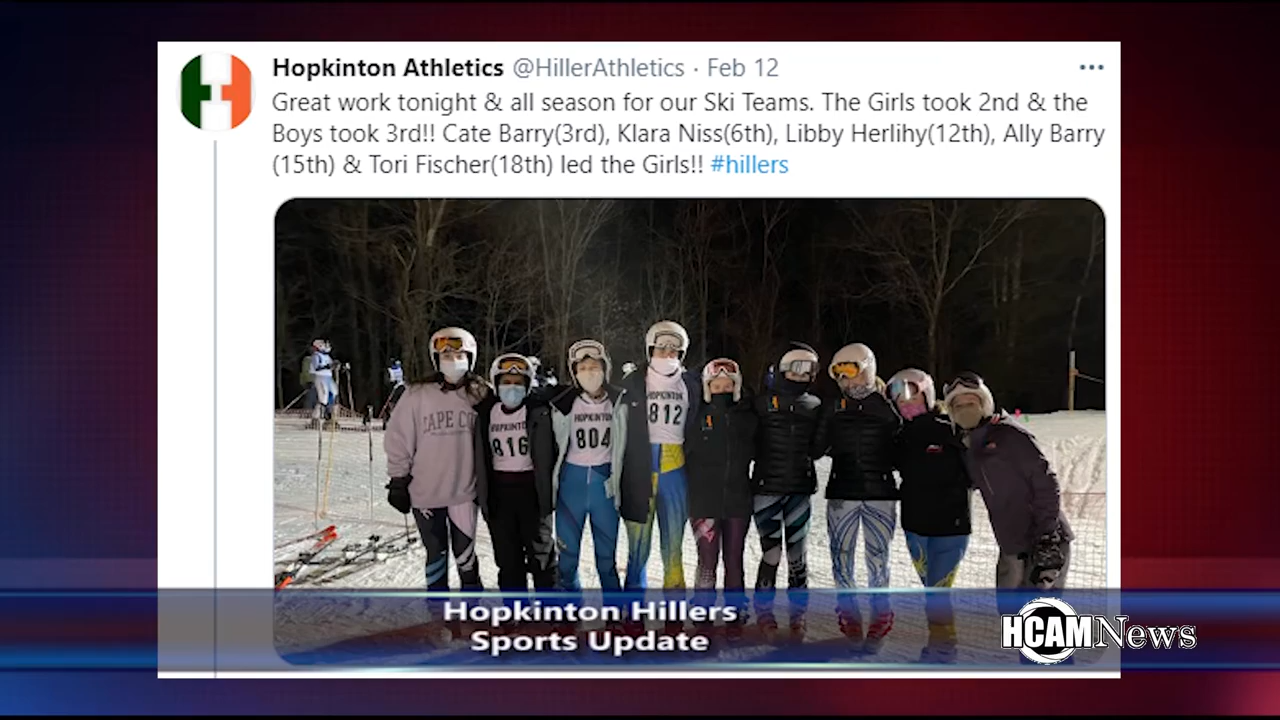 Hopkinton Athletics @HillerAthletics · Feb 12
Great work tonight & all season for our Ski Teams. The Girls took 2nd & the
Boys took 3rd!! Cate Barry(3rd), Klara Niss(6th), Libby Herlihy(12th), Ally Barry
(15th) & Tori Fischer(18th) led the Girls!! #hillers
CAPE CO
HOPKINTO
816
HOPKINTON
804
HOPKINTON
812
Hopkinton Hillers
Sports Update
HCAMNews